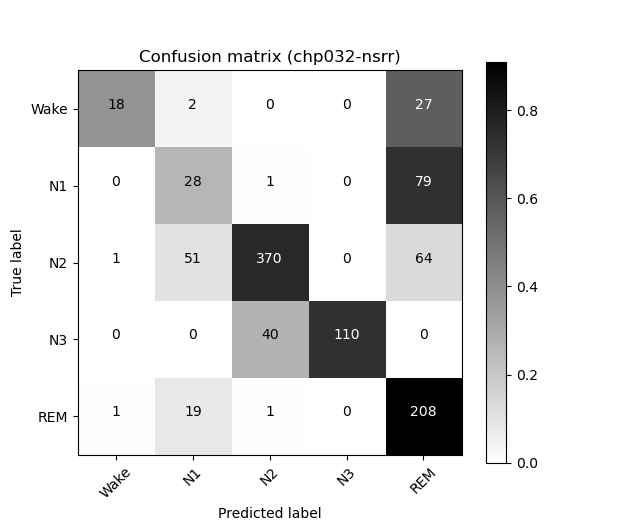 Confusion matrix (chp032-nsrr)
True label
Wake 18 2 0 0 27
N1 0 28 1 0 79
N2 1 51 370 0 64
N3 0 0 40 110 0
REM 1 19 1 0 208
Wake N1 N2 N3 REM
Predicted label
0.8
0.6
0.4
0.2
0.0